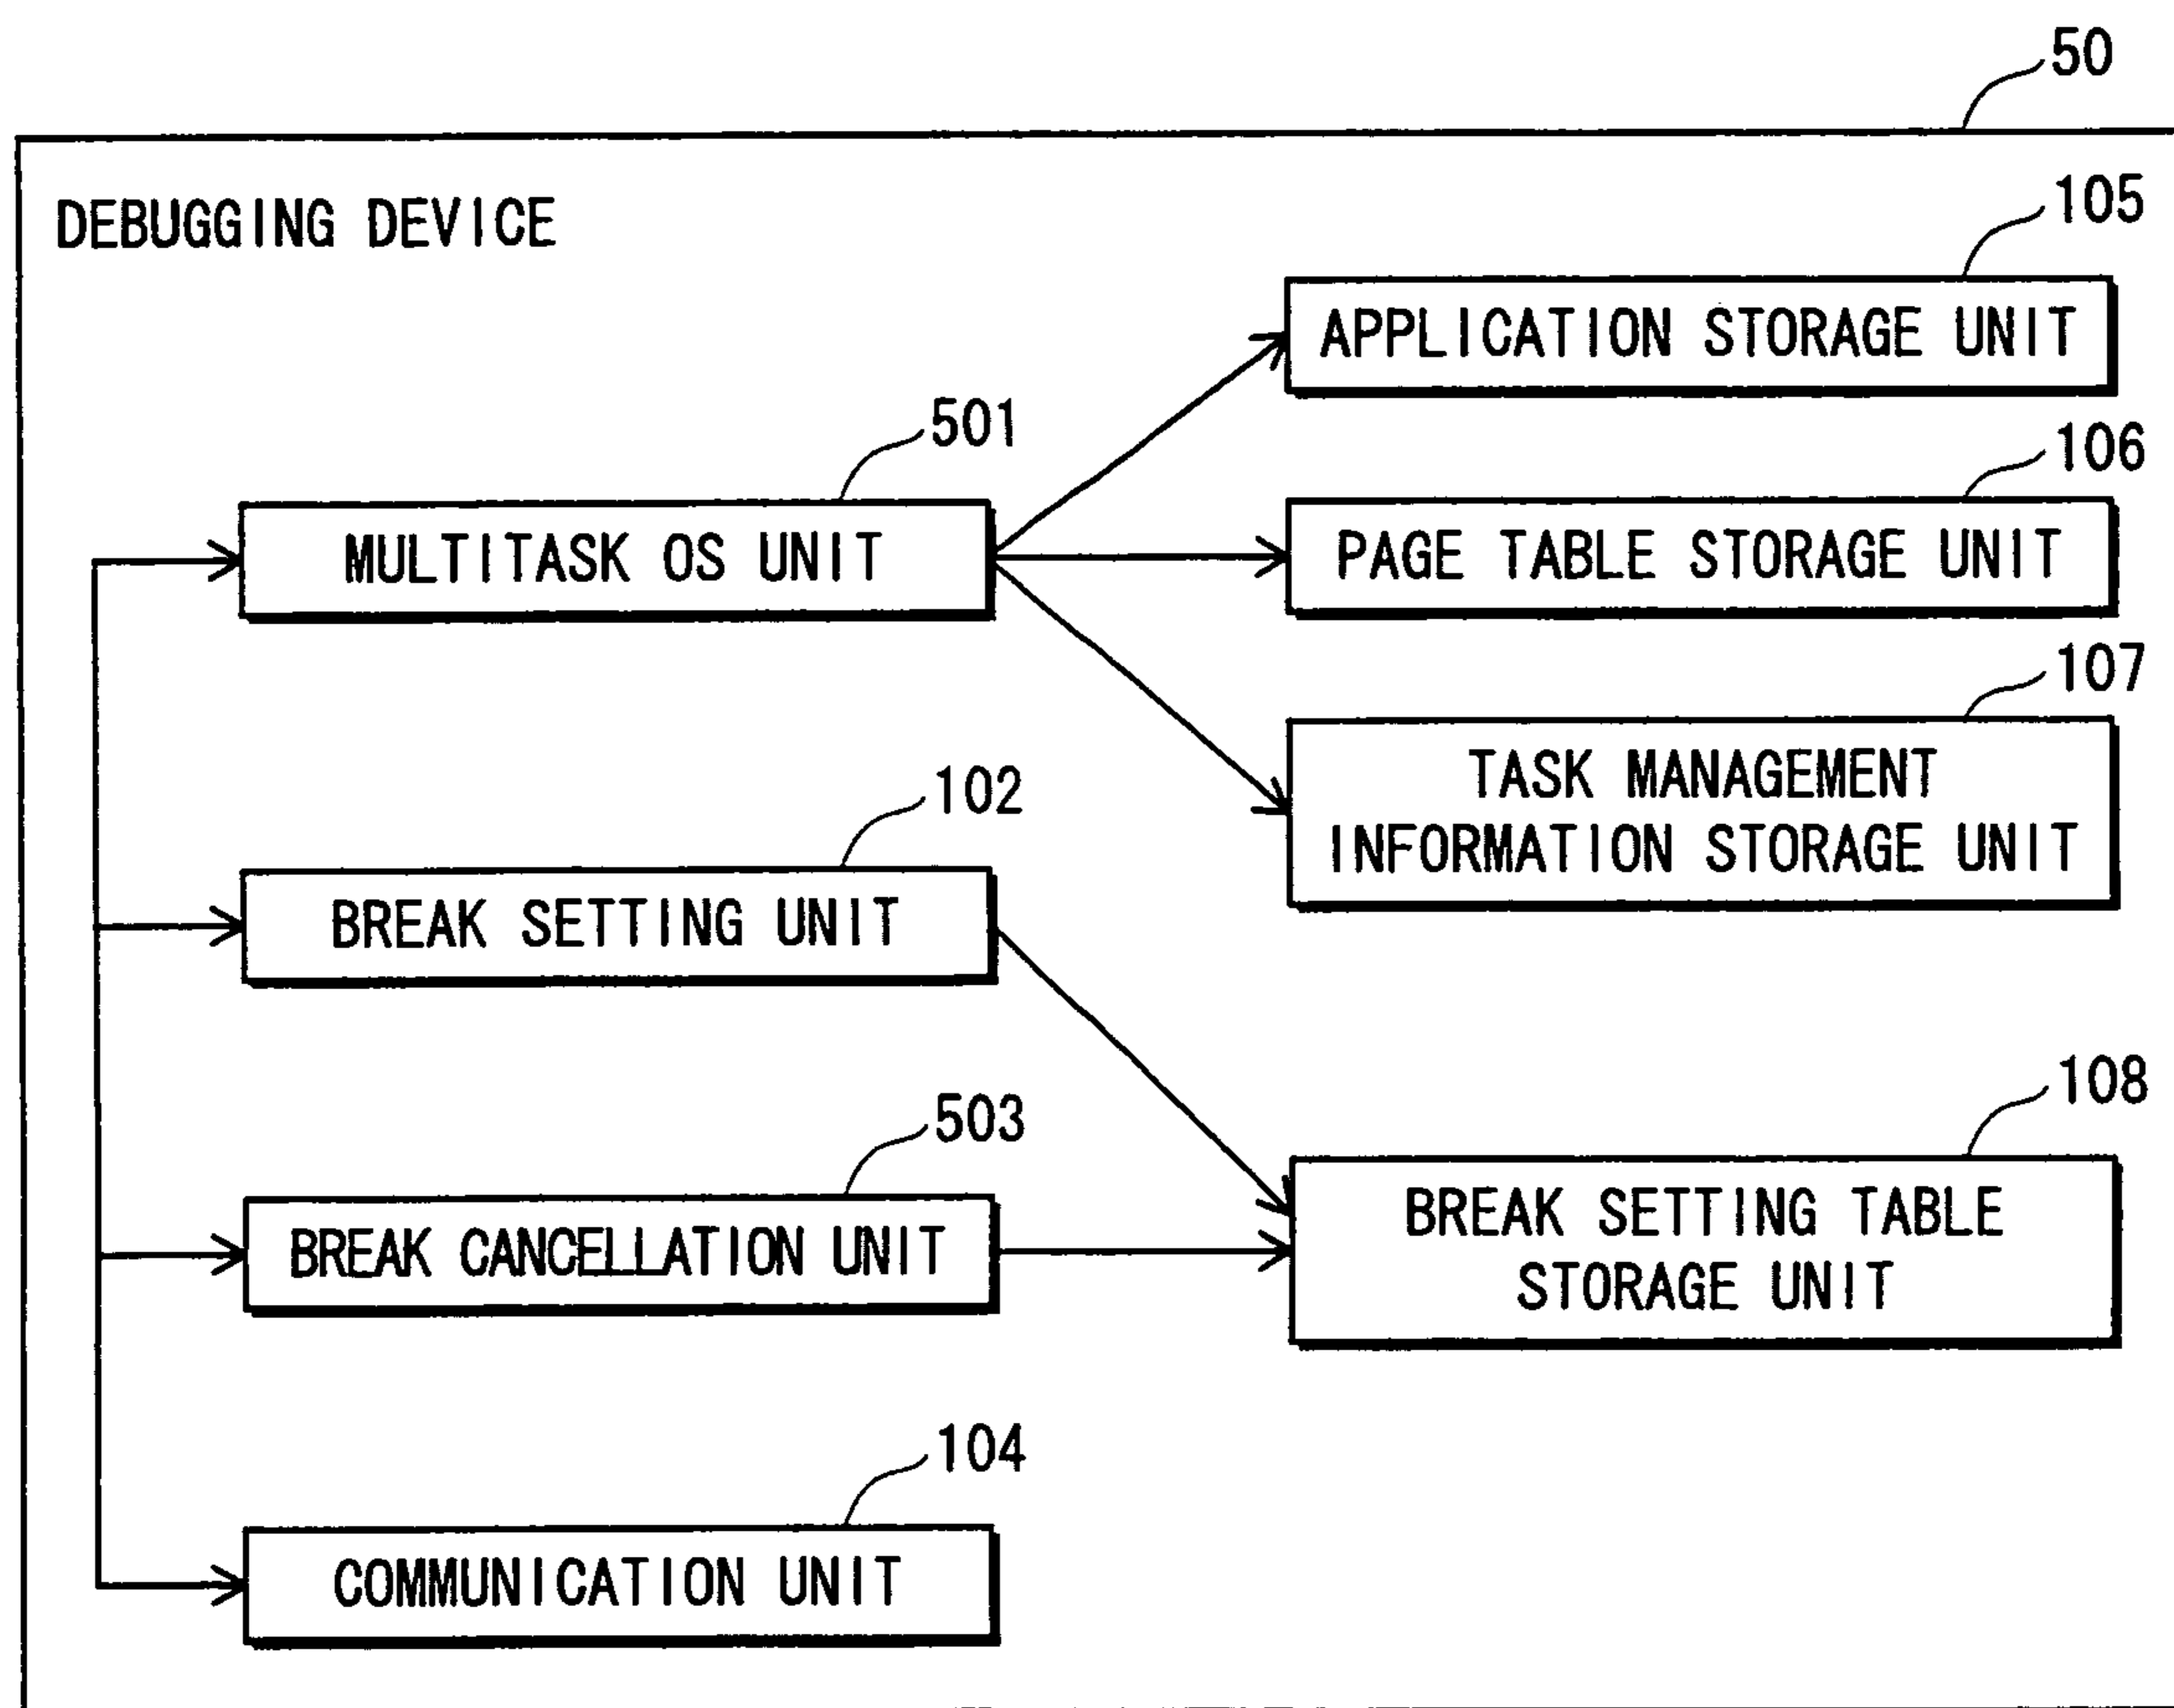 50
DEBUGGING DEVICE
105
APPLICATION STORAGE UNIT
501
106
MULTITASK OS UNIT
PAGE TABLE STORAGE UNIT
107
TASK MANAGEMENT
INFORMATION STORAGE UNIT
102
BREAK SETTING UNIT
108
503
BREAK SETTING TABLE
STORAGE UNIT
BREAK CANCELLATION UNIT
104
COMMUNICATION UNIT